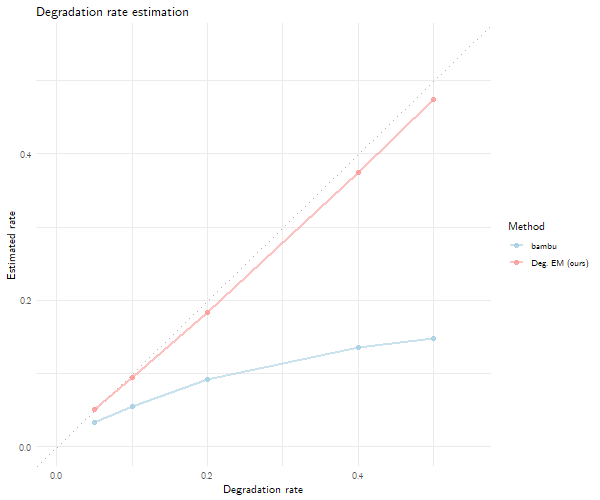 Degradation rate estimation
Estimated rate
0.4
0.2
0.0
0.0
0.2
0.4
Degradation rate
Method
bambu
Deg. EM (ours)